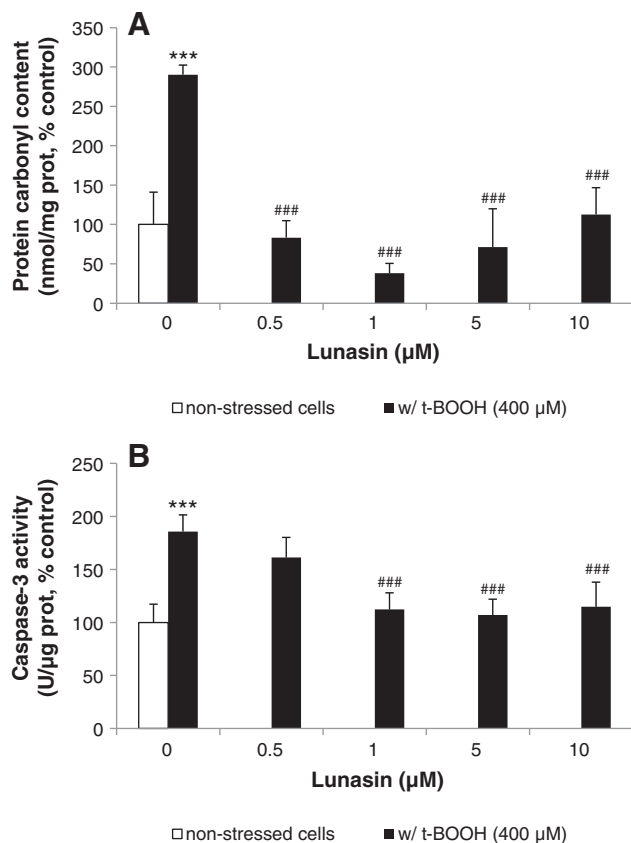 A
Protein carbonyl content
(nmol/mg prot, % control)
350
300
250
200
150
100
50
0
***
###
###
###
###
0
0.5
1
5
10
Lunasin (µM)
non-stressed cells
w/ t-BOOH (400 µM)
B
Caspase-3 activity
(U/µg prot, % control)
250
200
150
100
50
0
***
###
###
###
0
0.5
1
5
10
Lunasin (µM)
non-stressed cells
w/ t-BOOH (400 µM)